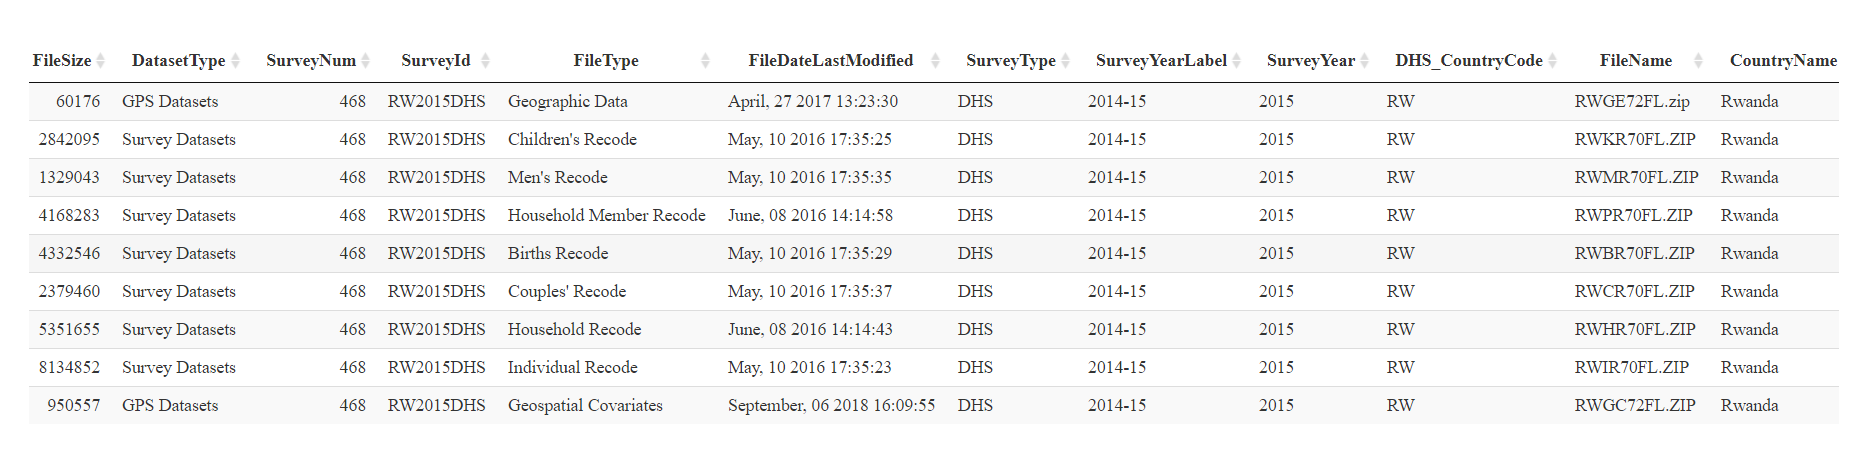 FileSize DatasetType SurveyNum SurveyId FileType FileDateLastModified SurveyType SurveyYearLabel SurveyYear DHS_CountryCode FileName CountryName
60176 GPS Datasets 468 RW2015DHS Geographic Data April, 27 2017 13:23:30 DHS 2014-15 2015 RW RWGE72FL.zip Rwanda
2842095 Survey Datasets 468 RW2015DHS Children's Recode May, 10 2016 17:35:25 DHS 2014-15 2015 RW RWKR70FL.ZIP Rwanda
1329043 Survey Datasets 468 RW2015DHS Men's Recode May, 10 2016 17:35:35 DHS 2014-15 2015 RW RWMR70FL.ZIP Rwanda
4168283 Survey Datasets 468 RW2015DHS Household Member Recode June, 08 2016 14:14:58 DHS 2014-15 2015 RW RWPR70FL.ZIP Rwanda
4332546 Survey Datasets 468 RW2015DHS Births Recode May, 10 2016 17:35:29 DHS 2014-15 2015 RW RWBR70FL.ZIP Rwanda
2379460 Survey Datasets 468 RW2015DHS Couples' Recode May, 10 2016 17:35:37 DHS 2014-15 2015 RW RWCR70FL.ZIP Rwanda
5351655 Survey Datasets 468 RW2015DHS Household Recode June, 08 2016 14:14:43 DHS 2014-15 2015 RW RWHR70FL.ZIP Rwanda
8134852 Survey Datasets 468 RW2015DHS Individual Recode May, 10 2016 17:35:23 DHS 2014-15 2015 RW RWIR70FL.ZIP Rwanda
950557 GPS Datasets 468 RW2015DHS Geospatial Covariates September, 06 2018 16:09:55 DHS 2014-15 2015 RW RWGC72FL.ZIP Rwanda